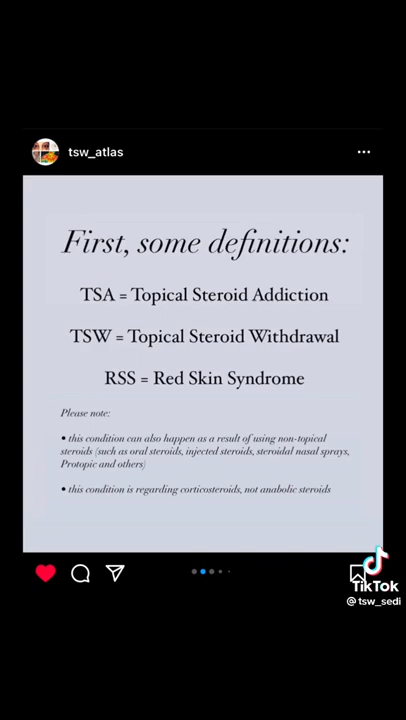 tsw_atlas
First, some definitions:
TSA = Topical Steroid Addiction
TSW = Topical Steroid Withdrawal
RSS = Red Skin Syndrome
Please note:
• this condition can also happen as a result of using non-topical
steroids (such as oral steroids, injected steroids, steroidal nasal sprays,
Protopic and others)
• this condition is regarding corticosteroids, not anabolic steroids
TikTok
@tsw_sedi